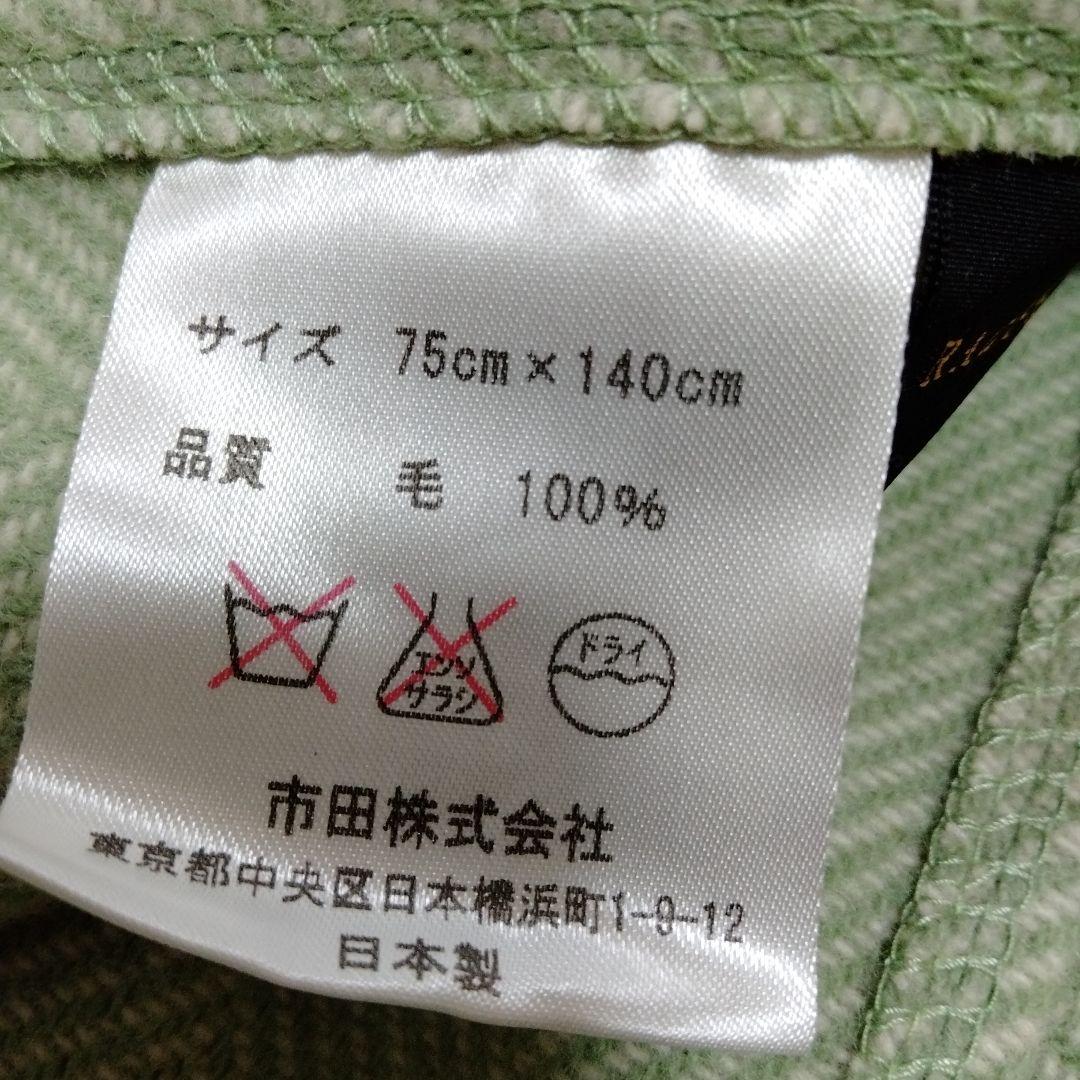 サイズ 75cm×140cm
品質 毛 100%
エンソ
サラシ
ドライ
市田株式会社
東京都中央区日本橋浜町1-9-12
日本製